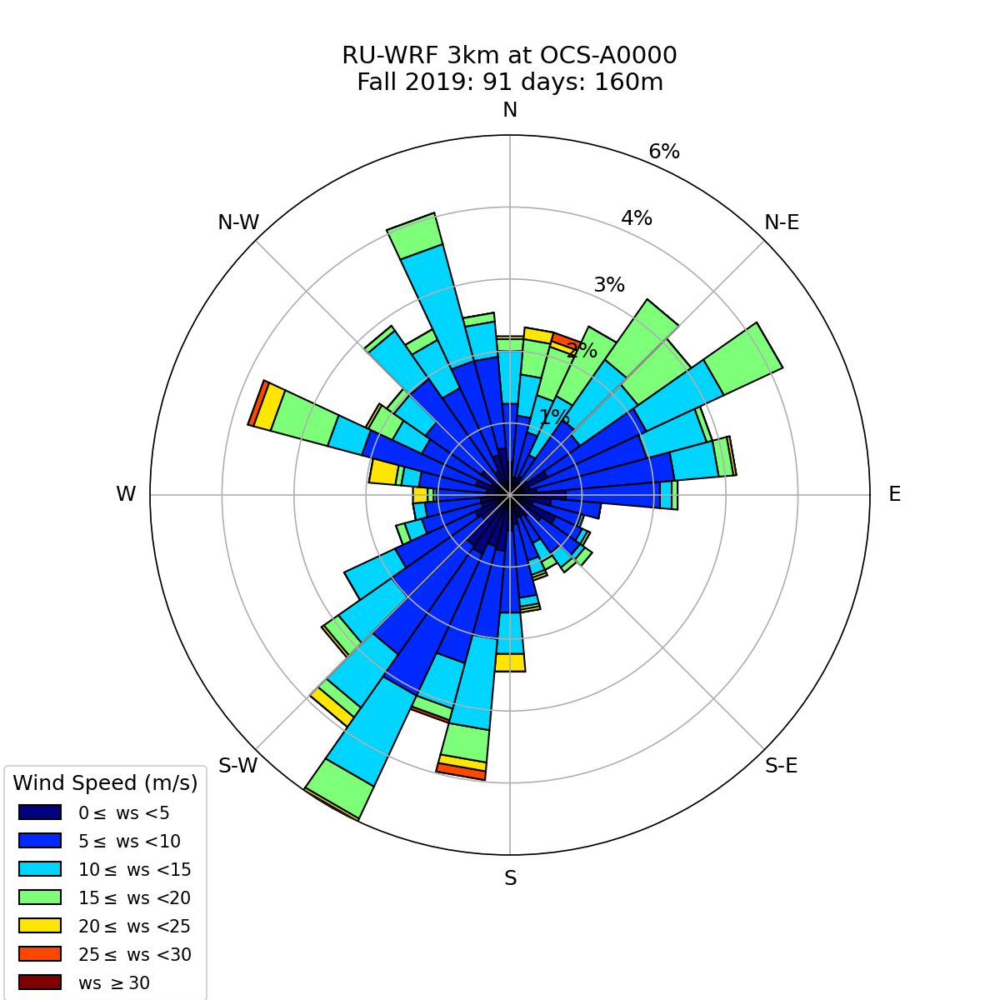 RU-WRF 3km at OCS-A0000
Fall 2019: 91 days: 160m
N
6%
N-W
4%
N-E
3%
2%
1%
W
E
S-W
S-E
S
Wind Speed (m/s)
0≤ ws <5
5≤ ws <10
10≤ ws <15
15≤ ws <20
20≤ ws <25
25≤ ws <30
ws ≥30